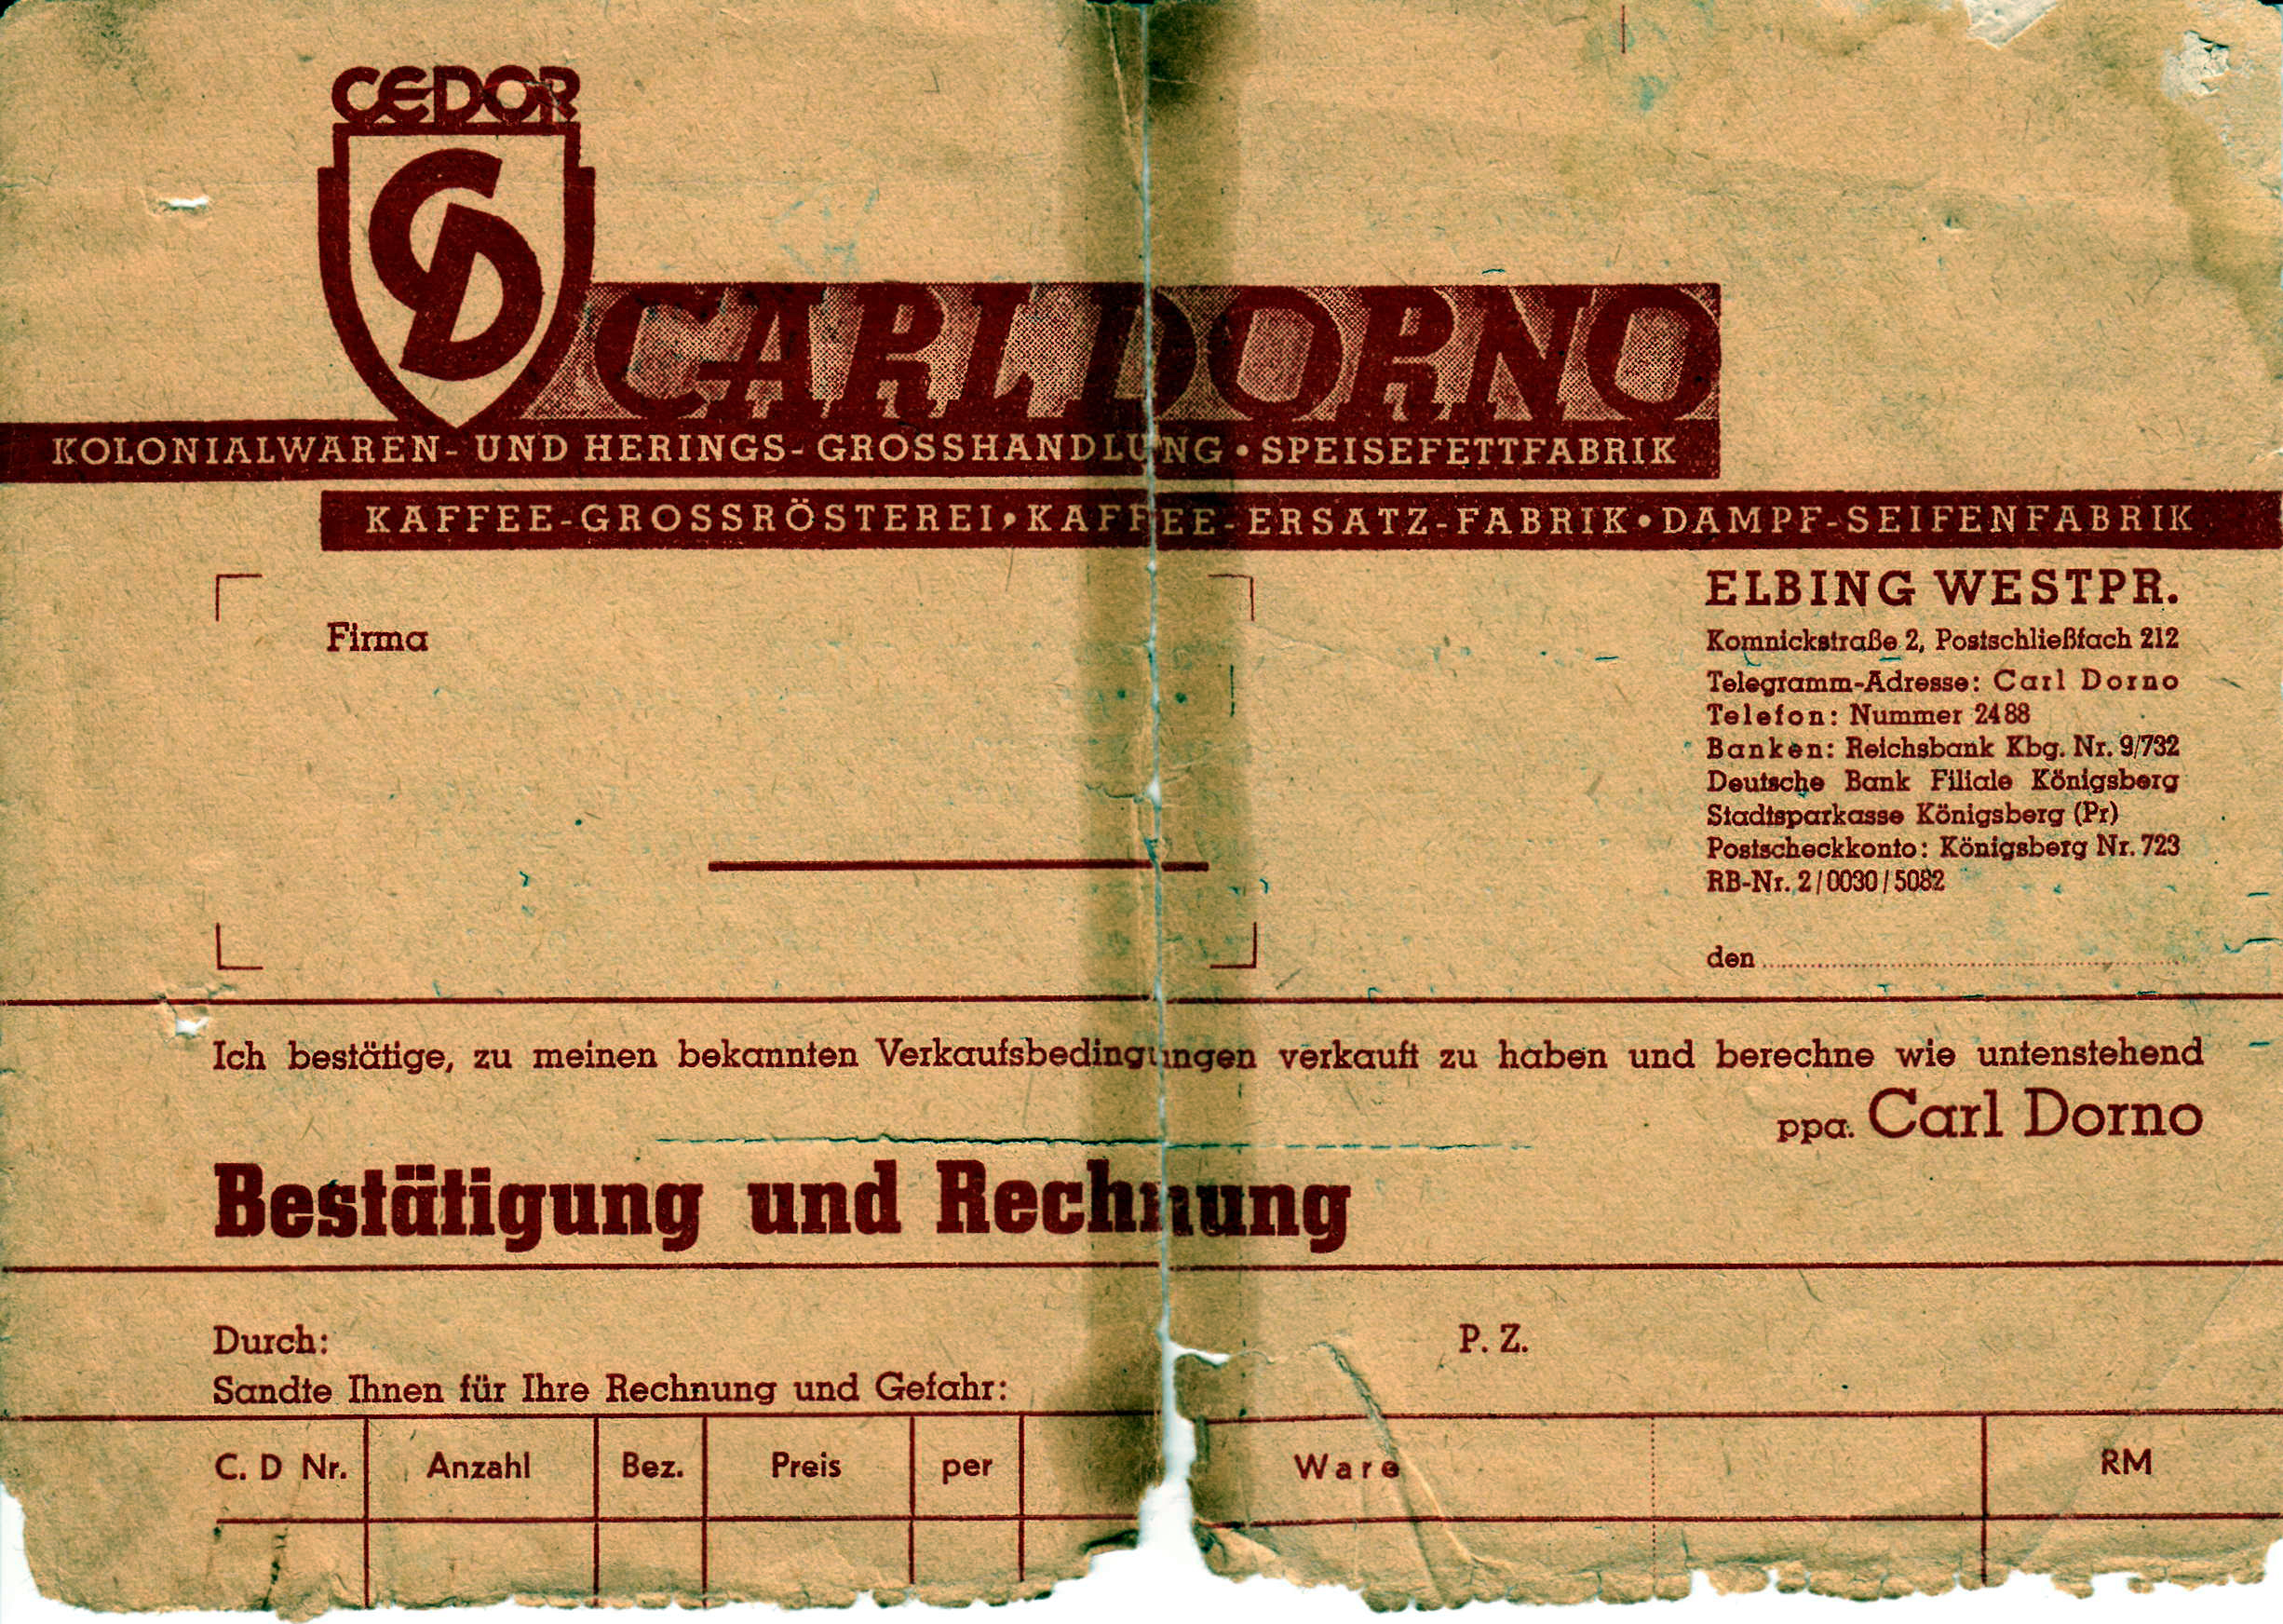 CEDOR
CD
CARL DORNO
KOLONIALWAREN- UND HERINGS- GROSSHANDLUNG • SPEISEFETTFABRIK
KAFFEE-GROSSRÖSTEREI • KAFFEE-ERSATZ-FABRIK • DAMPF-SEIFENFABRIK
ELBING WESTPR.
Firma
Komnickstraße 2, Postschließfach 212
Telegramm-Adresse: Carl Dorno
Telefon: Nummer 2488
Banken: Reichsbank Kbg. Nr. 9/732
Deutsche Bank Filiale Königsberg
Stadtsparkasse Königsberg (Pr)
Postscheckkonto: Königsberg Nr. 723
RB-Nr. 2/0030/5082
den
Ich bestätige, zu meinen bekannten Verkaufsbedingungen verkauft zu haben und berechne wie untenstehend
ppa. Carl Dorno
Bestätigung und Rechnung
Durch: P. Z.
Sandte Ihnen für Ihre Rechnung und Gefahr:
C. D Nr. Anzahl Bez. Preis per Ware RM